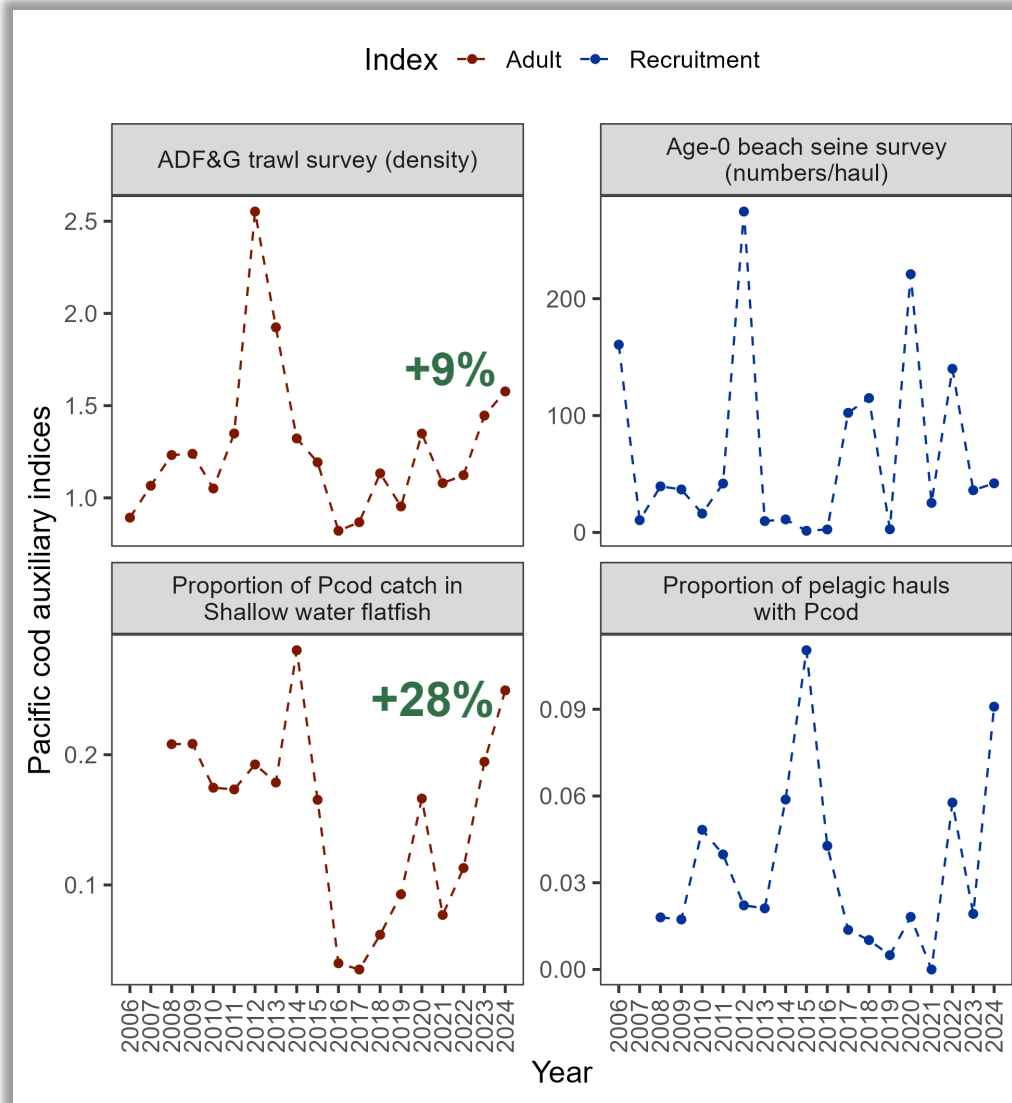 Index Adult Recruitment
ADF&G trawl survey (density)
Age-0 beach seine survey
(numbers/haul)
Pacific cod auxiliary indices
2.5
2.0
1.5
1.0
+9%
200
100
0
Proportion of Pcod catch in
Shallow water flatfish
Proportion of pelagic hauls
with Pcod
0.2
0.1
+28%
0.09
0.06
0.03
0.00
2006 2007 2008 2009 2010 2011 2012 2013 2014 2015 2016 2017 2018 2019 2020 2021 2022 2023 2024
2006 2007 2008 2009 2010 2011 2012 2013 2014 2015 2016 2017 2018 2019 2020 2021 2022 2023 2024
Year